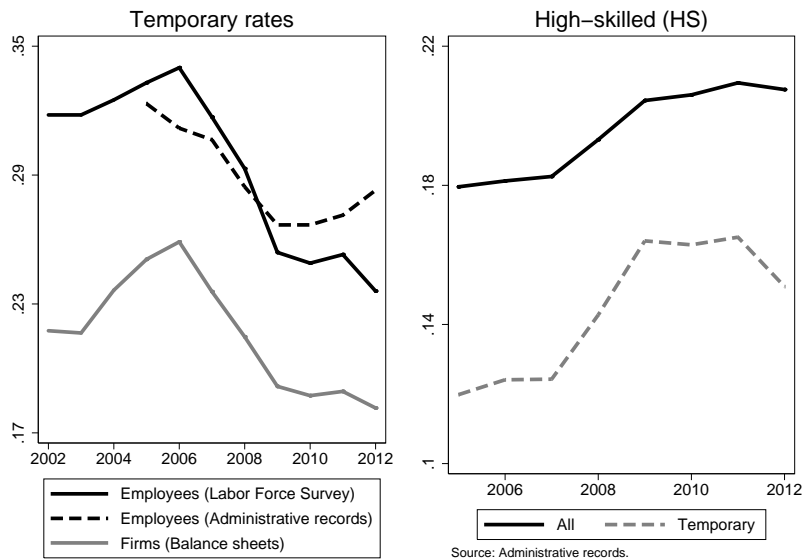 Temporary rates
.35
.29
.23
.17
2002 2004 2006 2008 2010 2012
Employees (Labor Force Survey)
Employees (Administrative records)
Firms (Balance sheets)
High−skilled (HS)
.22
.18
.14
.1
2006 2008 2010 2012
All Temporary
Source: Administrative records.